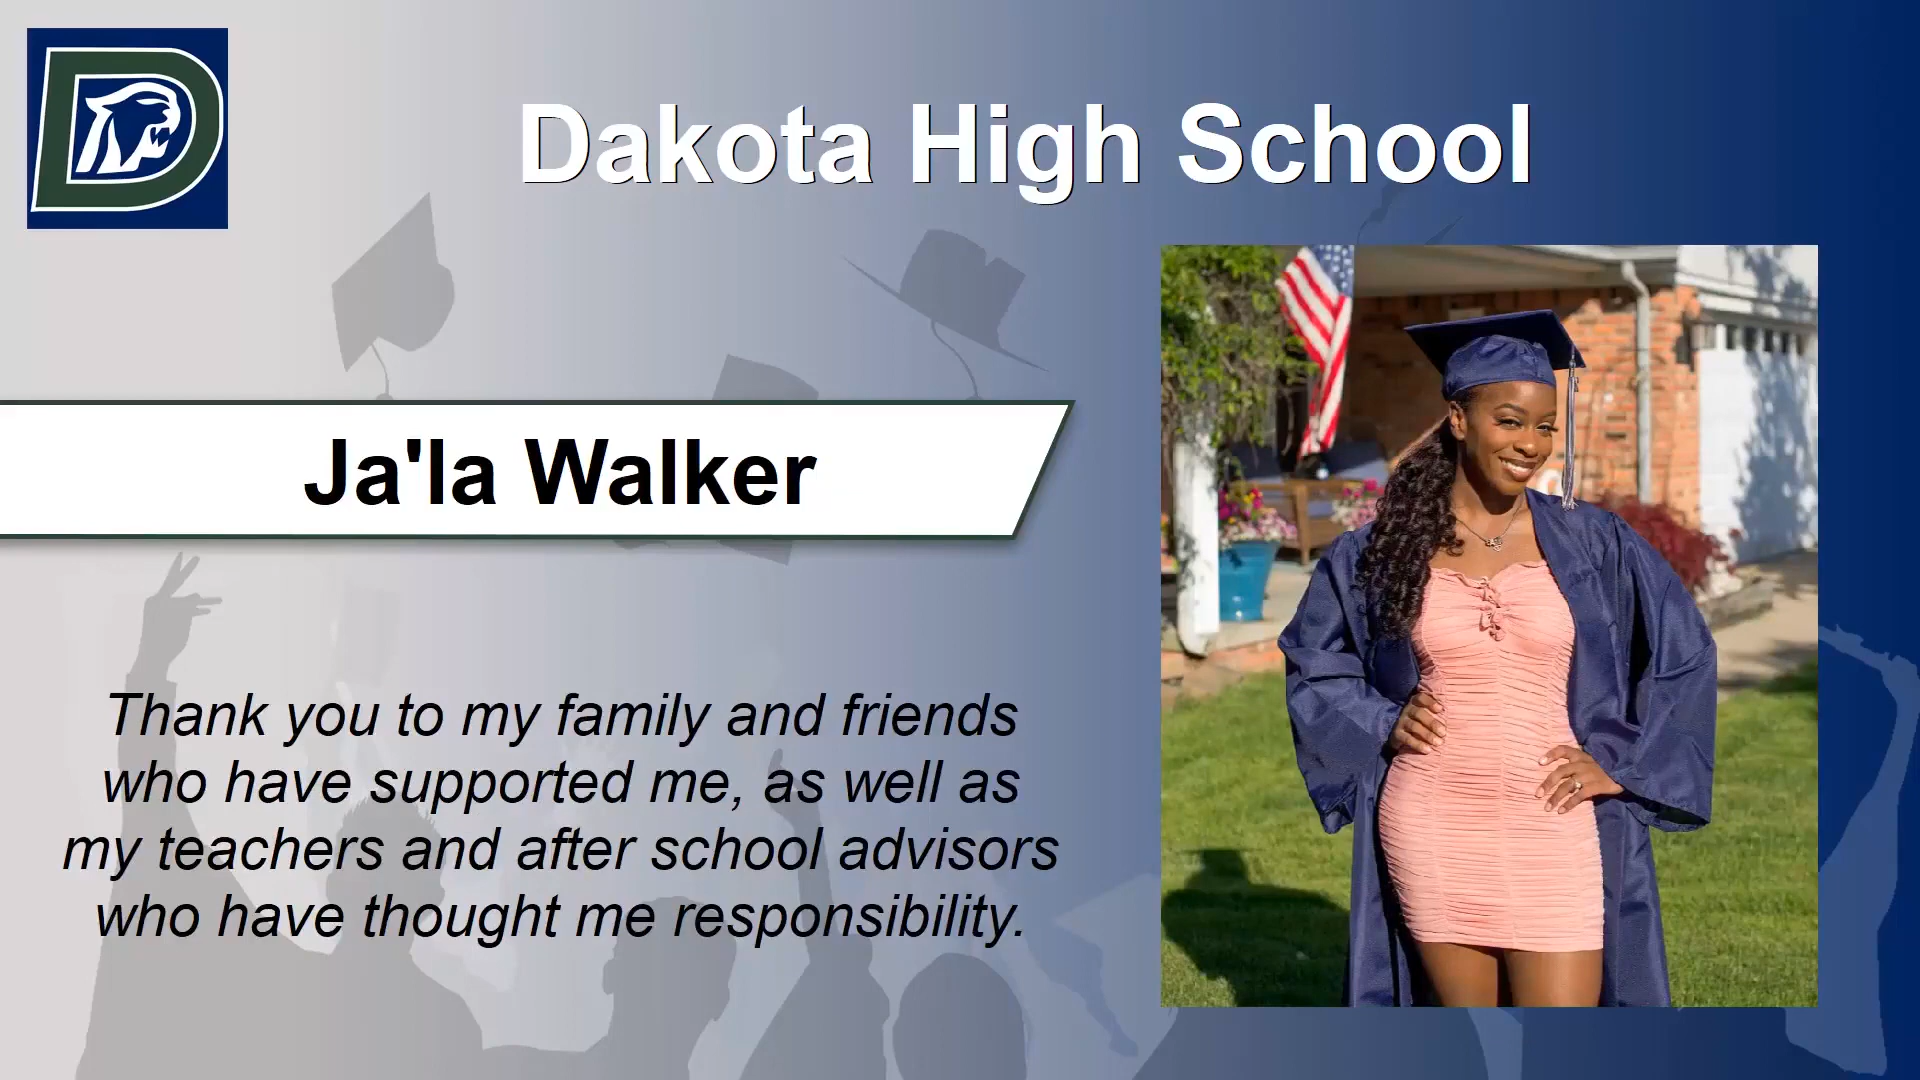 D
Dakota High School
Ja'la Walker
Thank you to my family and friends
who have supported me, as well as
my teachers and after school advisors
who have thought me responsibility.